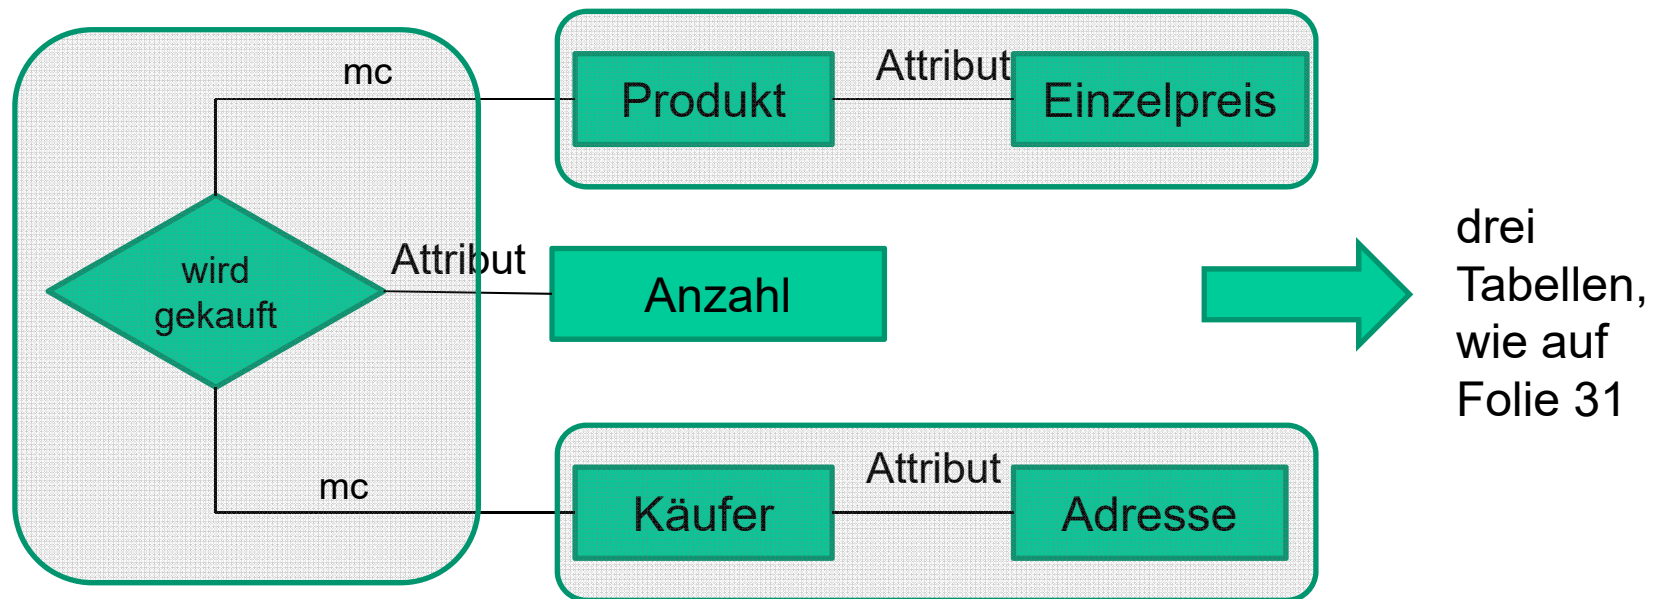 mc
Produkt
Attribut
Einzelpreis
wird
gekauft
Attribut
Anzahl
drei
Tabellen,
wie auf
Folie 31
mc
Käufer
Attribut
Adresse